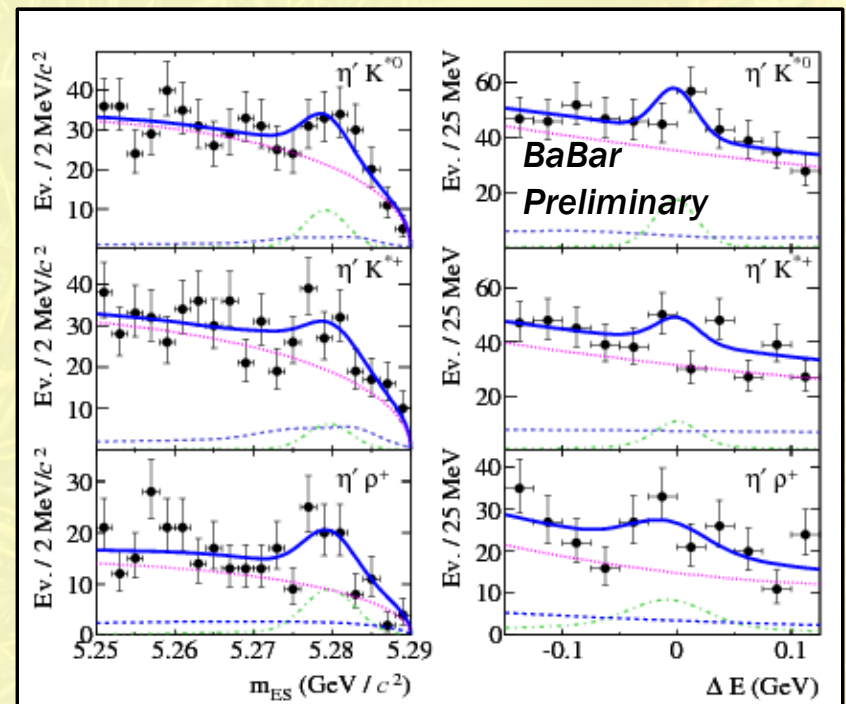 Ev. / 2 MeV/c²
40
30
20
10
η′ K*0
Ev. / 25 MeV
60
40
20
η′ K*0
BaBar
Preliminary
Ev. / 2 MeV/c²
40
30
20
10
η′ K*+
Ev. / 25 MeV
60
40
20
η′ K*+
Ev. / 2 MeV/c²
30
20
10
0
η′ ρ+
Ev. / 25 MeV
40
30
20
10
0
η′ ρ+
5.25 5.26 5.27 5.28 5.29
m_ES (GeV / c²)
-0.1 0 0.1
Δ E (GeV)